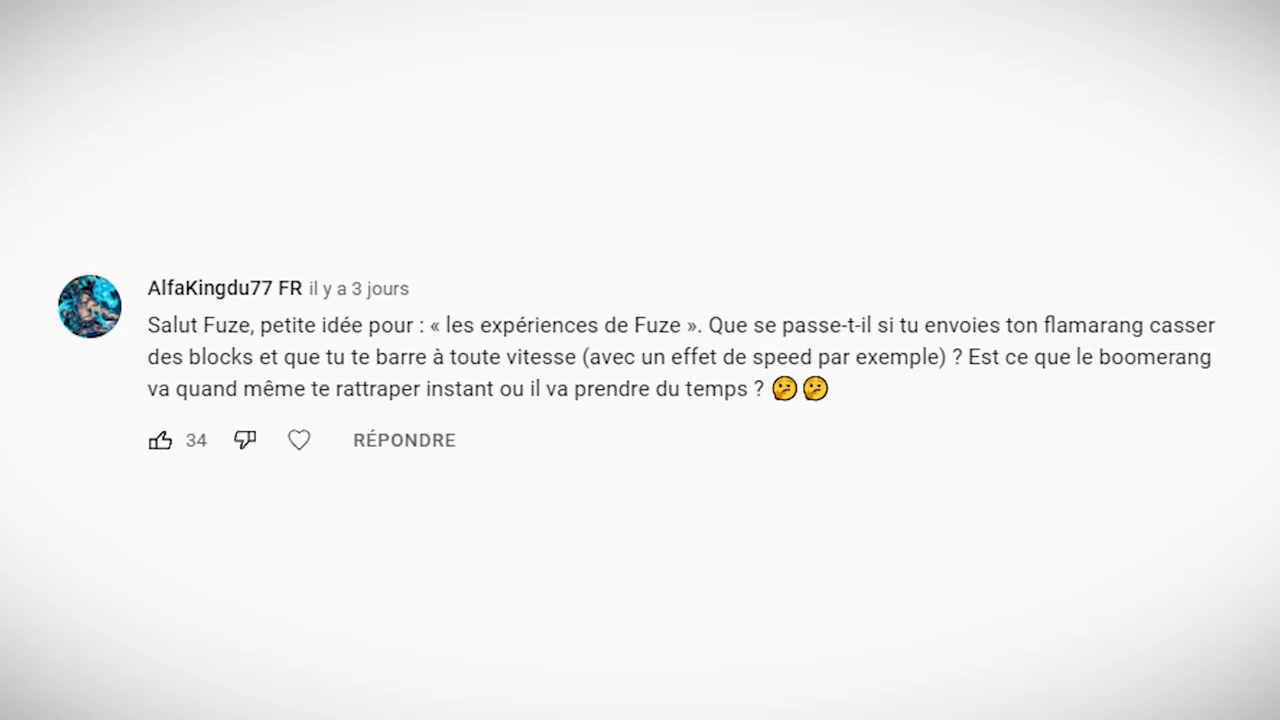 AlfaKingdu77 FR il y a 3 jours
Salut Fuze, petite idée pour : « les expériences de Fuze ». Que se passe-t-il si tu envoies ton flamarang casser
des blocks et que tu te barre à toute vitesse (avec un effet de speed par exemple) ? Est ce que le boomerang
va quand même te rattraper instant ou il va prendre du temps ? 🤔🤔
34 RÉPONDRE